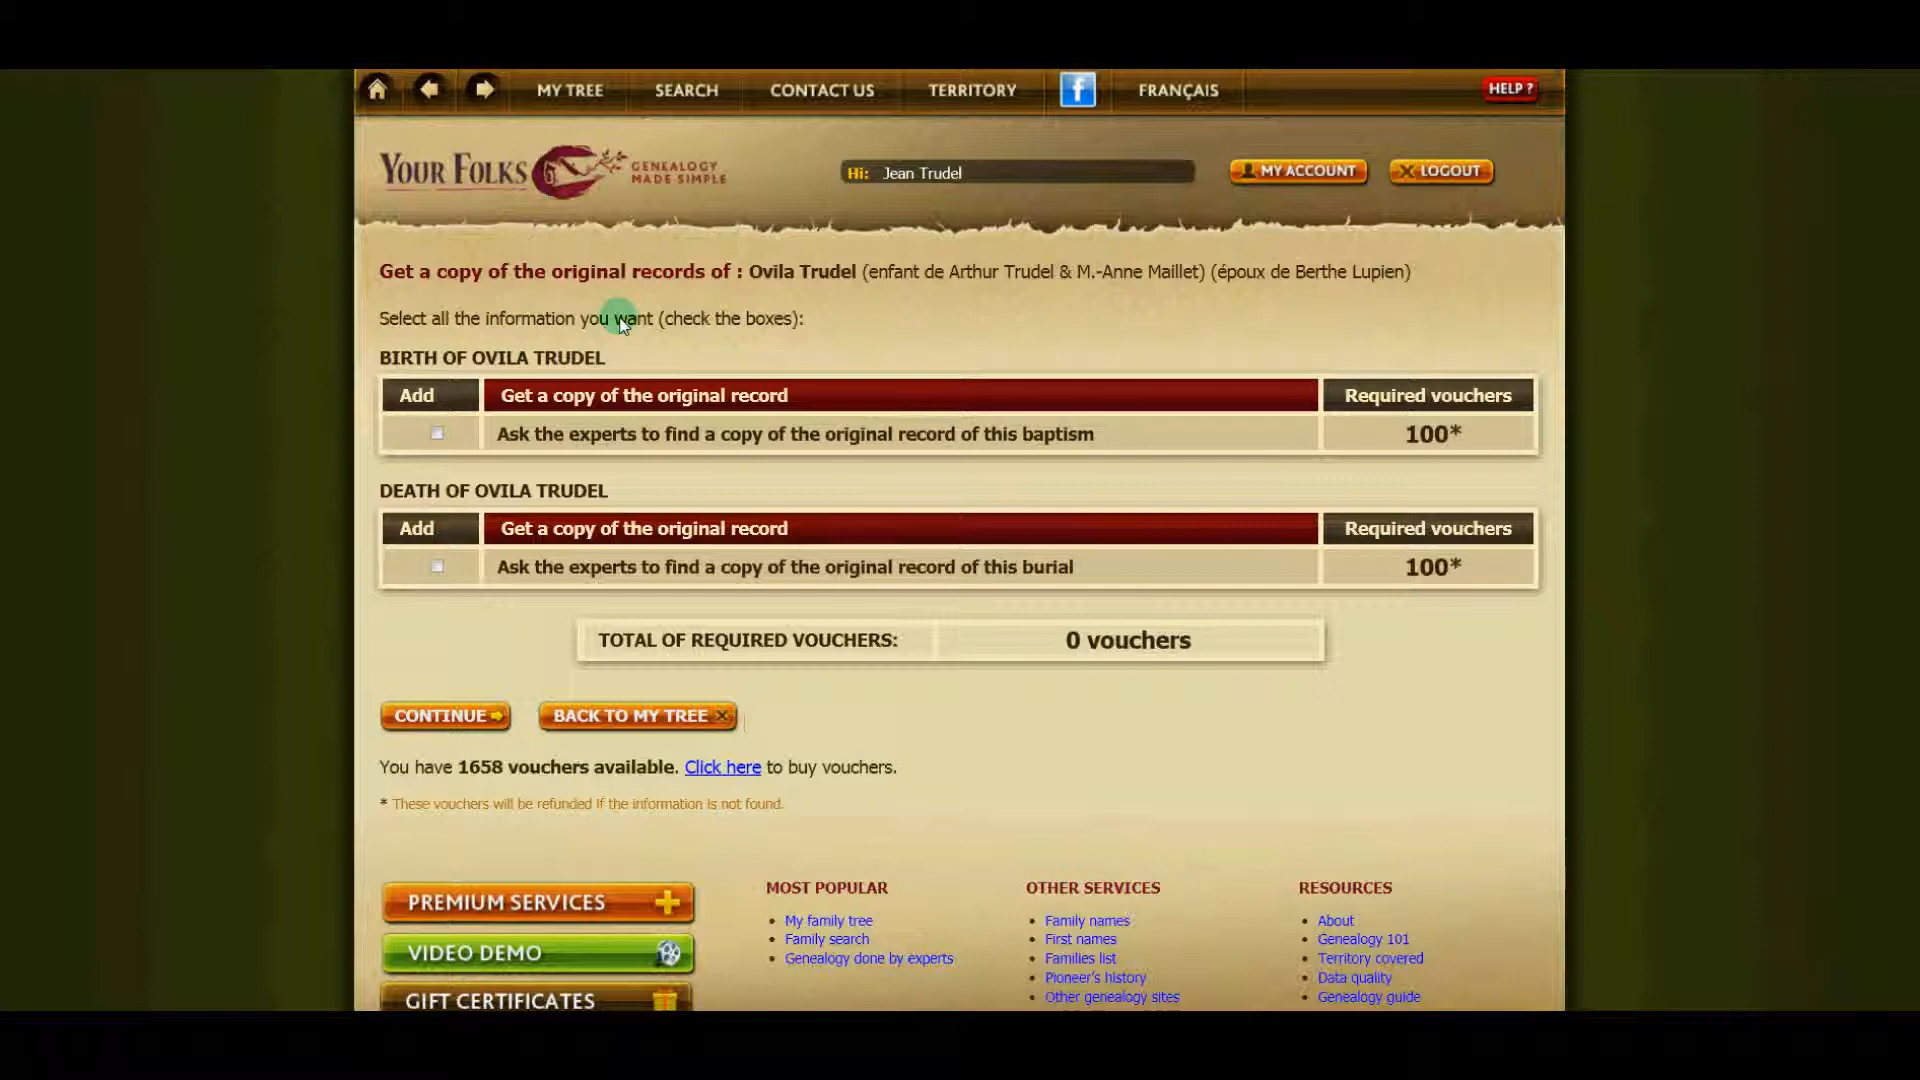 MY TREE SEARCH CONTACT US TERRITORY f FRANÇAIS HELP ?
YOUR FOLKS GENEALOGY MADE SIMPLE
Hi: Jean Trudel
MY ACCOUNT LOGOUT
Get a copy of the original records of : Ovila Trudel (enfant de Arthur Trudel & M.-Anne Maillet) (époux de Berthe Lupien)
Select all the information you want (check the boxes):
BIRTH OF OVILA TRUDEL
Add Get a copy of the original record Required vouchers
Ask the experts to find a copy of the original record of this baptism 100*
DEATH OF OVILA TRUDEL
Add Get a copy of the original record Required vouchers
Ask the experts to find a copy of the original record of this burial 100*
TOTAL OF REQUIRED VOUCHERS: 0 vouchers
CONTINUE BACK TO MY TREE
You have 1658 vouchers available. Click here to buy vouchers.
* These vouchers will be refunded if the information is not found.
PREMIUM SERVICES
VIDEO DEMO
GIFT CERTIFICATES
MOST POPULAR
• My family tree
• Family search
• Genealogy done by experts
OTHER SERVICES
• Family names
• First names
• Families list
• Pioneer's history
• Other genealogy sites
RESOURCES
• About
• Genealogy 101
• Territory covered
• Data quality
• Genealogy guide